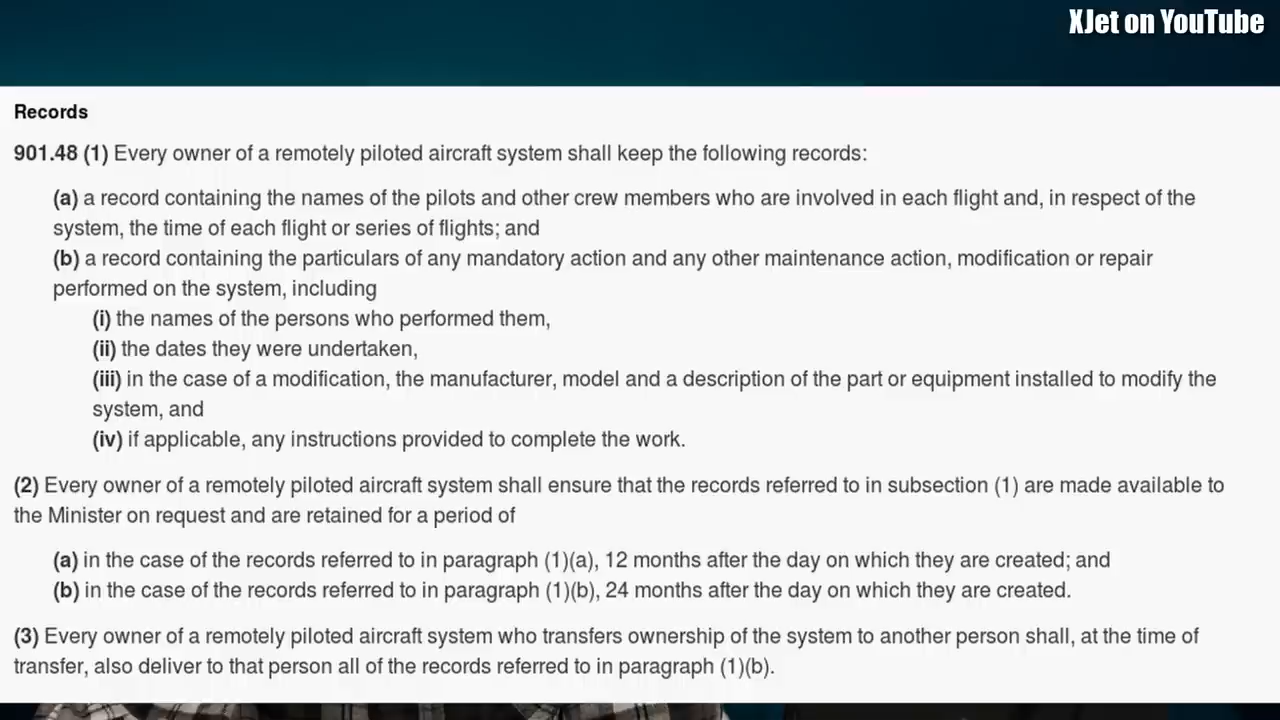 XJet on YouTube
Records
901.48 (1) Every owner of a remotely piloted aircraft system shall keep the following records:
(a) a record containing the names of the pilots and other crew members who are involved in each flight and, in respect of the
system, the time of each flight or series of flights; and
(b) a record containing the particulars of any mandatory action and any other maintenance action, modification or repair
performed on the system, including
(i) the names of the persons who performed them,
(ii) the dates they were undertaken,
(iii) in the case of a modification, the manufacturer, model and a description of the part or equipment installed to modify the
system, and
(iv) if applicable, any instructions provided to complete the work.
(2) Every owner of a remotely piloted aircraft system shall ensure that the records referred to in subsection (1) are made available to
the Minister on request and are retained for a period of
(a) in the case of the records referred to in paragraph (1)(a), 12 months after the day on which they are created; and
(b) in the case of the records referred to in paragraph (1)(b), 24 months after the day on which they are created.
(3) Every owner of a remotely piloted aircraft system who transfers ownership of the system to another person shall, at the time of
transfer, also deliver to that person all of the records referred to in paragraph (1)(b).